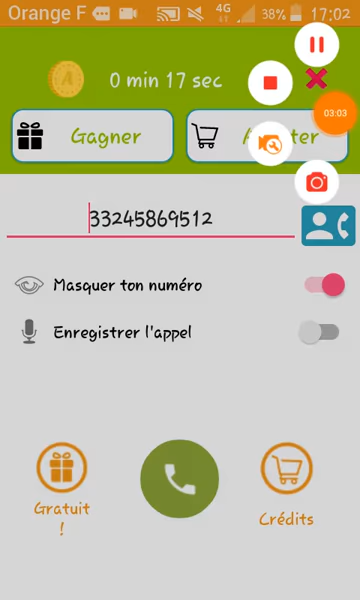 Orange F 4G 38% 17:02
0 min 17 sec
03:03
Gagner
33245869512
Masquer ton numéro
Enregistrer l'appel
Gratuit
!
Crédits